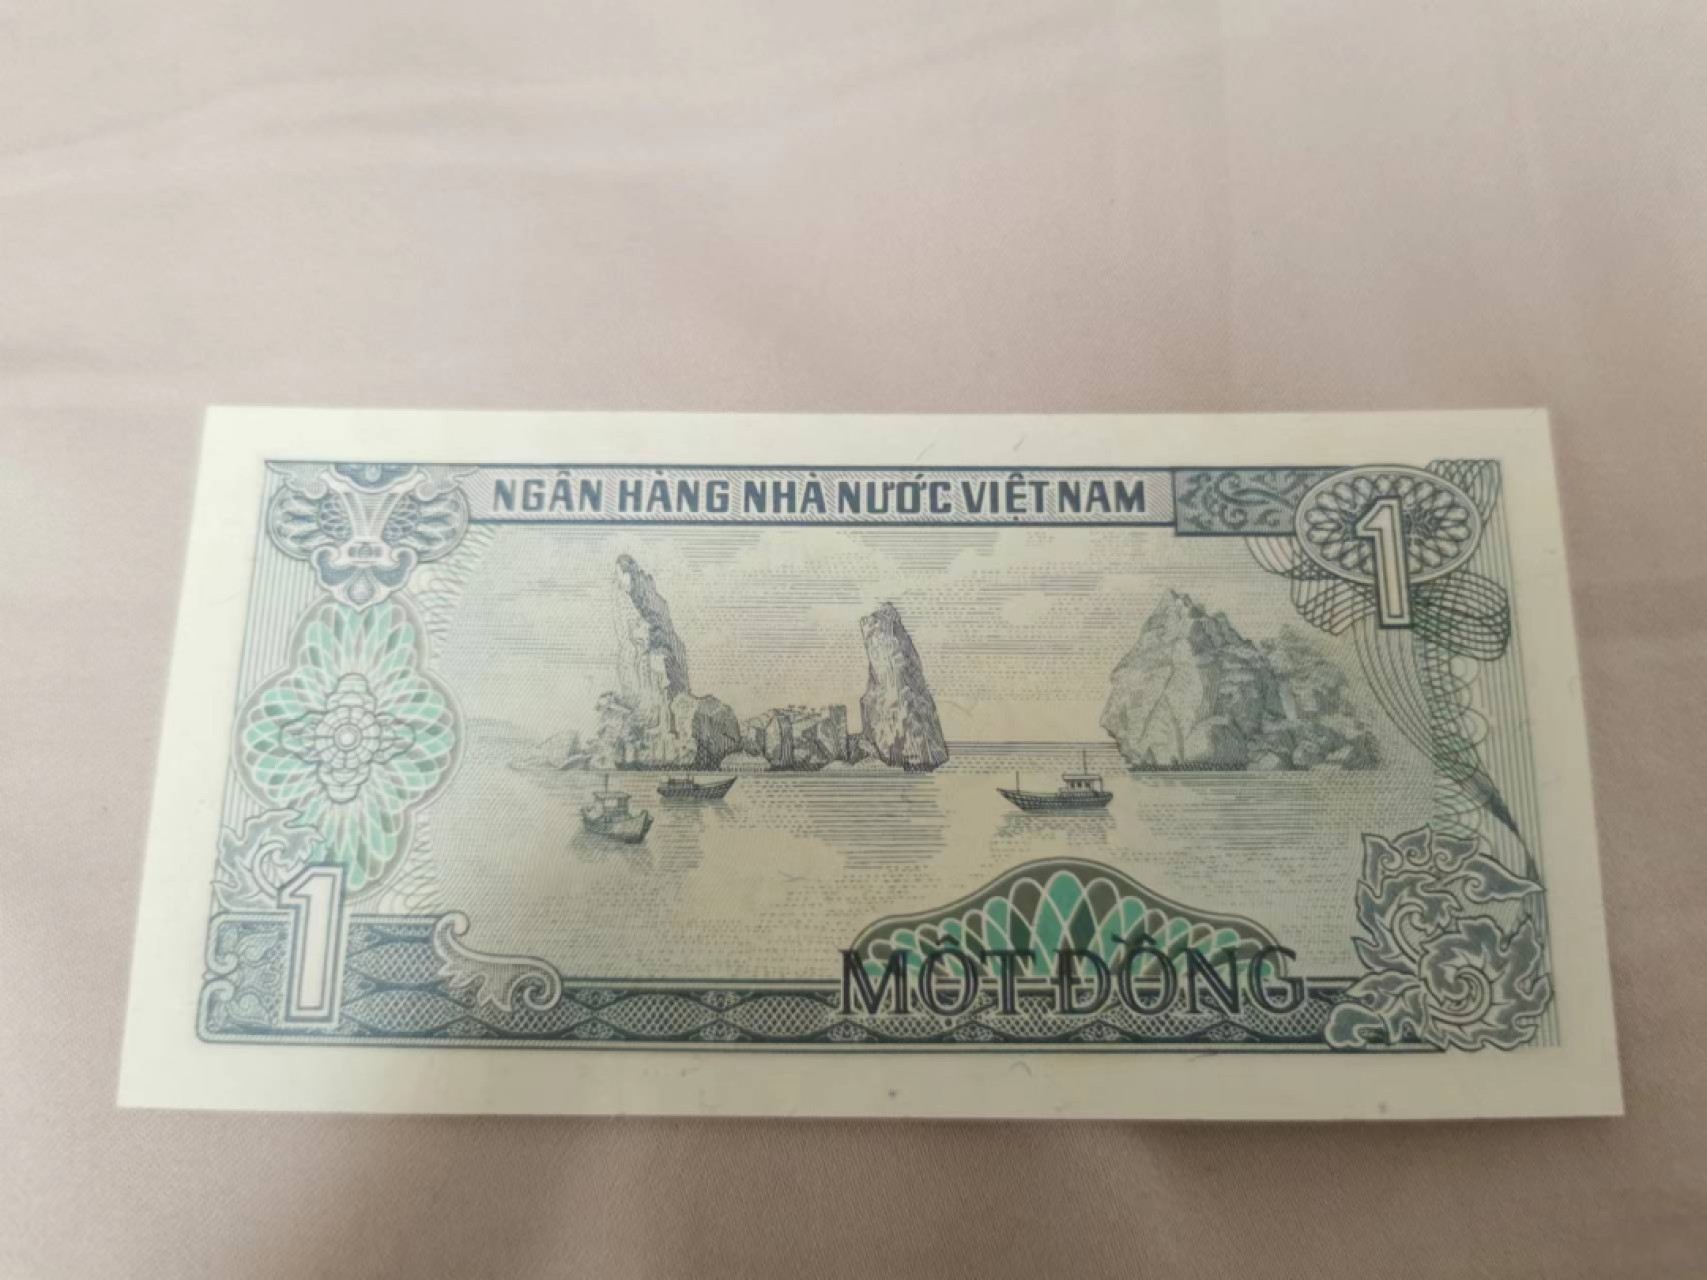 NGÂN HÀNG NHÀ NƯỚC VIỆT NAM
1
1
MỘT ĐỒNG